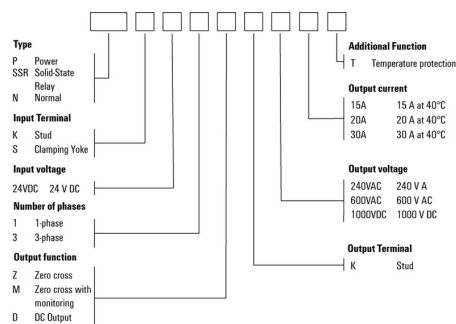 Type
P Power
SSR Solid-State
Relay
N Normal
Input Terminal
K Stud
S Clamping Yoke
Input voltage
24VDC 24 V DC
Number of phases
1 1-phase
3 3-phase
Output function
Z Zero cross
M Zero cross with
monitoring
D DC Output
Additional Function
T Temperature protection
Output current
15A 15 A at 40°C
20A 20 A at 40°C
30A 30 A at 40°C
Output voltage
240VAC 240 V A
600VAC 600 V AC
1000VDC 1000 V DC
Output Terminal
K Stud